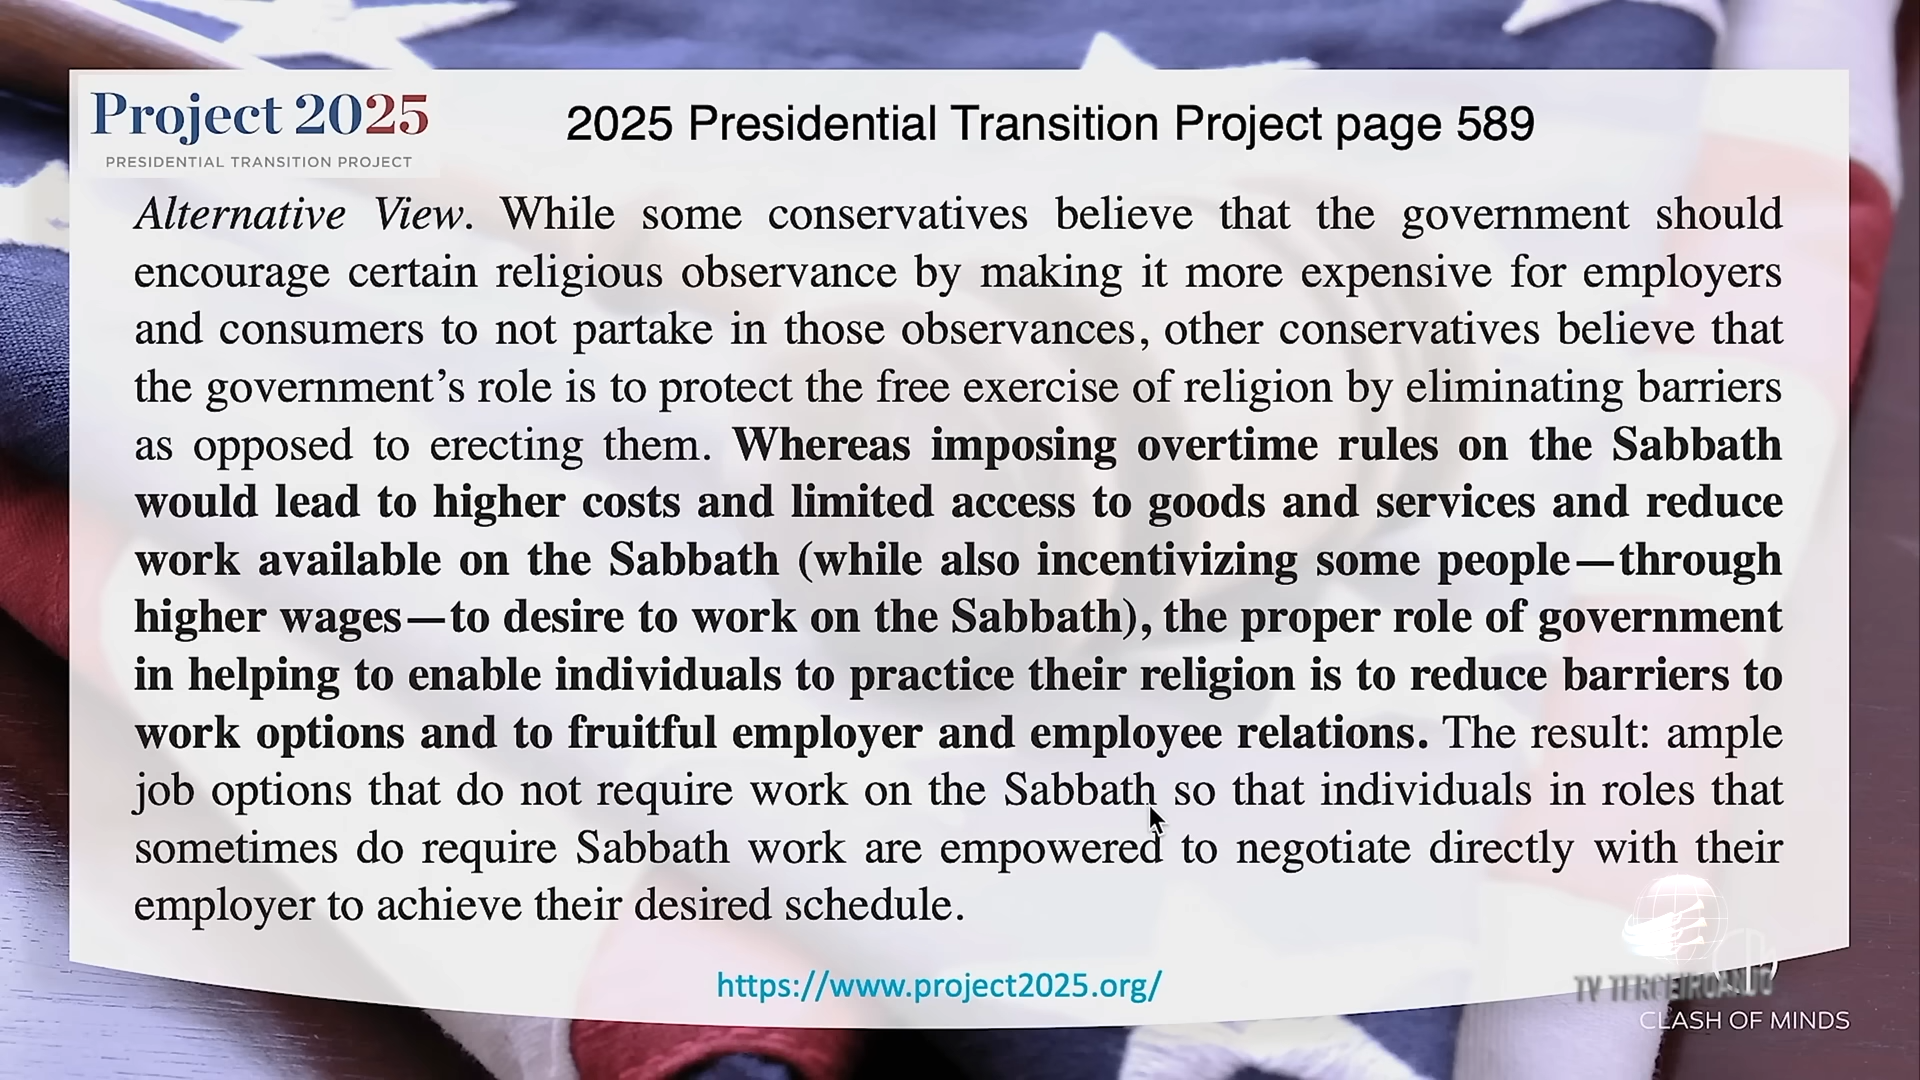 Project 2025
PRESIDENTIAL TRANSITION PROJECT
2025 Presidential Transition Project page 589
Alternative View. While some conservatives believe that the government should
encourage certain religious observance by making it more expensive for employers
and consumers to not partake in those observances, other conservatives believe that
the government’s role is to protect the free exercise of religion by eliminating barriers
as opposed to erecting them. Whereas imposing overtime rules on the Sabbath
would lead to higher costs and limited access to goods and services and reduce
work available on the Sabbath (while also incentivizing some people—through
higher wages—to desire to work on the Sabbath), the proper role of government
in helping to enable individuals to practice their religion is to reduce barriers to
work options and to fruitful employer and employee relations. The result: ample
job options that do not require work on the Sabbath so that individuals in roles that
sometimes do require Sabbath work are empowered to negotiate directly with their
employer to achieve their desired schedule.
https://www.project2025.org/
TV TERCEIROANJO
CLASH OF MINDS